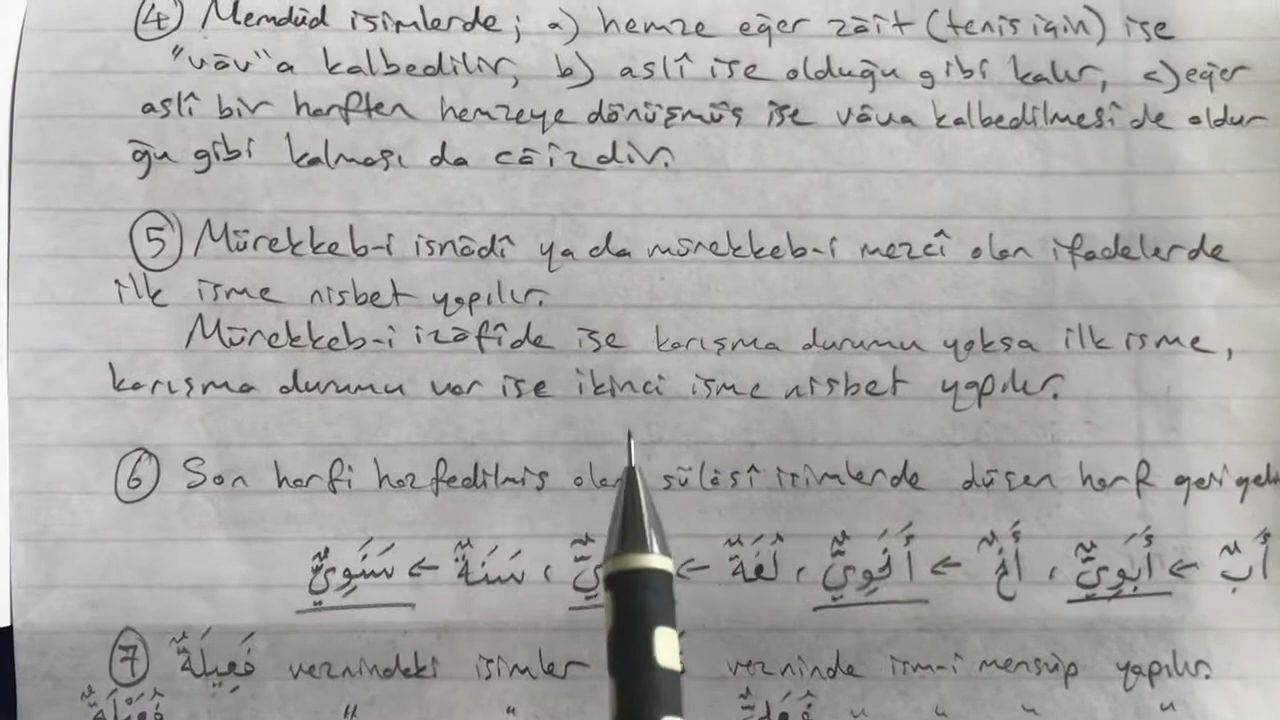 ④ Memdûd isimlerde; a) hemze eğer zâit (tenis için) ise
"vâv"a kalbedilir, b) aslî ise olduğu gibi kalır, c) eğer
aslî bir harften hemzeye dönüşmüş ise vâva kalbedilmesi de oldu-
ğu gibi kalması da câizdir.
⑤ Mürekkeb-i isnâdî ya da mürekkeb-i mezcî olan ifadelerde
ilk isme nisbet yapılır.
Mürekkeb-i izâfîde ise karışma durumu yoksa ilk isme,
karışma durumu var ise ikinci isme nisbet yapılır.
⑥ Son harfi hazfedilmiş olan sülâsî isimlerde düşen harf geri
أَبٌ ← أَبَوِيٌّ ، أَخٌ ← أَخَوِيٌّ ، لُغَةٌ ← ، سَنَةٌ ← سَنَوِيٌّ
⑦ فَعِيلَةٌ veznindeki isimler vezninde ism-i mensûp yapılır.
" " " " " "